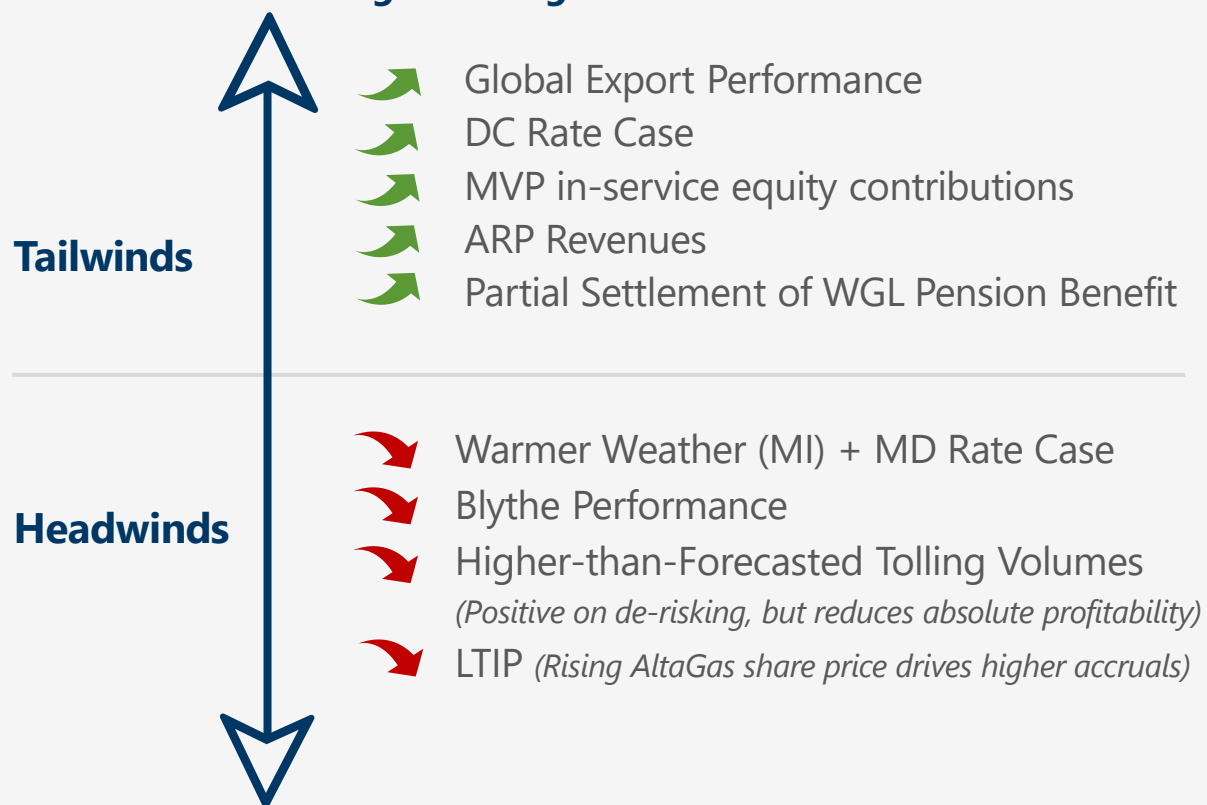 Tailwinds
Global Export Performance
DC Rate Case
MVP in-service equity contributions
ARP Revenues
Partial Settlement of WGL Pension Benefit
Headwinds
Warmer Weather (MI) + MD Rate Case
Blythe Performance
Higher-than-Forecasted Tolling Volumes
(Positive on de-risking, but reduces absolute profitability)
LTIP (Rising AltaGas share price drives higher accruals)